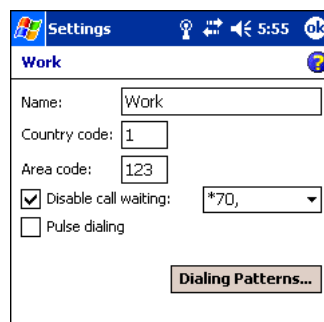 Settings 5:55 ok
Work
Name: Work
Country code: 1
Area code: 123
Disable call waiting: *70,
Pulse dialing
Dialing Patterns...